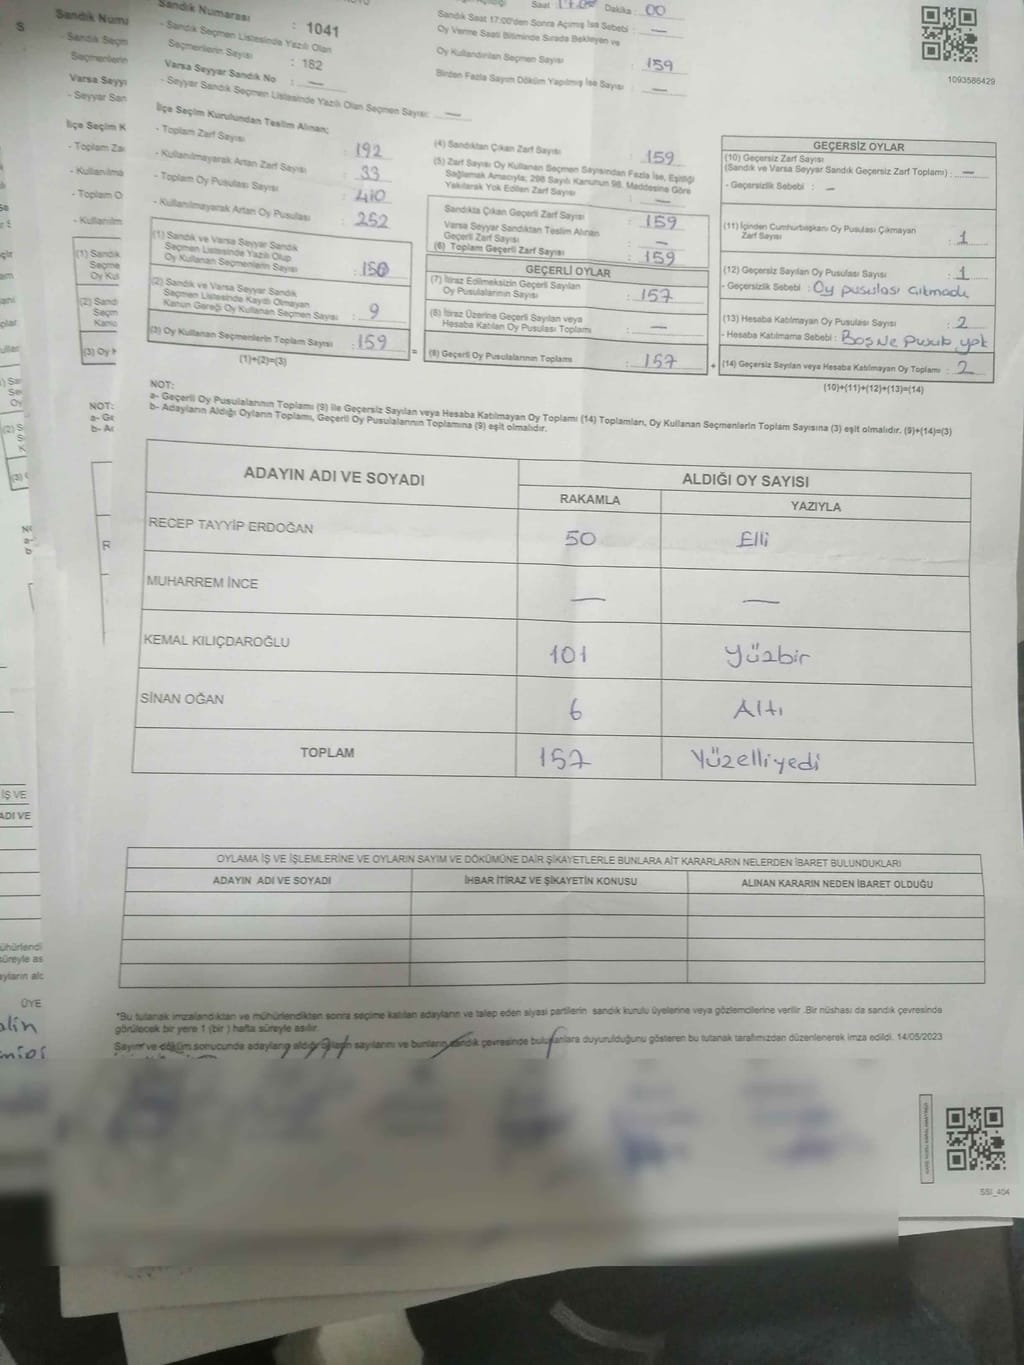 Sandık Numarası : 1041
- Sandık Seçmen Listesinde Yazılı Olan
Seçmenlerin Sayısı : 182
Varsa Seyyar Sandık No : —
- Seyyar Sandık Seçmen Listesinde Yazılı Olan Seçmen Sayısı: —
Saat 17:00 Dakika : 00
Sandık Saat 17:00'den Sonra Açmış İse Sebebi : —
Oy Verme Saati Bitiminde Sırada Bekleyen ve
Oy Kullandırılan Seçmen Sayısı : 159
Birden Fazla Sayım Döküm Yapılmış İse Sayısı : —
1093586429
İlçe Seçim Kurulundan Teslim Alınan;
- Toplam Zarf Sayısı : 192
- Kullanılmayarak Artan Zarf Sayısı : 33
- Toplam Oy Pusulası Sayısı : 410
- Kullanılmayarak Artan Oy Pusulası : 252
(1) Sandık ve Varsa Seyyar Sandık
Seçmen Listesinde Yazılı Olup
Oy Kullanan Seçmenlerin Sayısı : 150
(2) Sandık ve Varsa Seyyar Sandık
Seçmen Listesinde Kayıtlı Olmayan
Kanun Gereği Oy Kullanan Seçmen Sayısı : 9
(3) Oy Kullanan Seçmenlerin Toplam Sayısı : 159
(1)+(2)=(3)
(4) Sandıktan Çıkan Zarf Sayısı : 159
(5) Zarf Sayısı Oy Kullanan Seçmen Sayısından Fazla İse, Eşitliği
Sağlamak Amacıyla; 298 Sayılı Kanunun 98. Maddesine Göre
Yakılarak Yok Edilen Zarf Sayısı : —
Sandıkta Çıkan Geçerli Zarf Sayısı : 159
Varsa Seyyar Sandıktan Teslim Alınan
Geçerli Zarf Sayısı : —
(6) Toplam Geçerli Zarf Sayısı : 159
GEÇERLİ OYLAR
(7) İtiraz Edilmeksizin Geçerli Sayılan
Oy Pusulalarının Sayısı : 157
(8) İtiraz Üzerine Geçerli Sayılan veya
Hesaba Katılan Oy Pusulası Toplamı : —
= (9) Geçerli Oy Pusulalarının Toplamı : 157
GEÇERSİZ OYLAR
(10) Geçersiz Zarf Sayısı
(Sandık ve Varsa Seyyar Sandık Geçersiz Zarf Toplamı) : —
- Geçersizlik Sebebi : —
(11) İçinden Cumhurbaşkanı Oy Pusulası Çıkmayan
Zarf Sayısı : 1
(12) Geçersiz Sayılan Oy Pusulası Sayısı : 1
- Geçersizlik Sebebi : Oy pusulası çıkmadı
(13) Hesaba Katılmayan Oy Pusulası Sayısı : 2
- Hesaba Katılmama Sebebi : yok
+ (14) Geçersiz Sayılan veya Hesaba Katılmayan Oy Toplamı : 2
(10)+(11)+(12)+(13)=(14)
NOT:
a- Geçerli Oy Pusulalarının Toplamı (9) ile Geçersiz Sayılan veya Hesaba Katılmayan Oy Toplamı (14) Toplamları, Oy Kullanan Seçmenlerin Toplam Sayısına (3) eşit olmalıdır. (9)+(14)=(3)
b- Adayların Aldığı Oyların Toplamı, Geçerli Oy Pusulalarının Toplamına (9) eşit olmalıdır.
ADAYIN ADI VE SOYADI
ALDIĞI OY SAYISI
RAKAMLA YAZIYLA
RECEP TAYYİP ERDOĞAN 50 Elli
MUHARREM İNCE — —
KEMAL KILIÇDAROĞLU 101 Yüzbir
SİNAN OĞAN 6 Altı
TOPLAM 157 Yüzelliyedi
OYLAMA İŞ VE İŞLEMLERİNE VE OYLARIN SAYIM VE DÖKÜMÜNE DAİR ŞİKAYETLERLE BUNLARA AİT KARARLARIN NELERDEN İBARET BULUNDUKLARI
ADAYIN ADI VE SOYADI İHBAR İTİRAZ VE ŞİKAYETİN KONUSU ALINAN KARARIN NEDEN İBARET OLDUĞU
*Bu tutanak imzalandıktan ve mühürlendikten sonra seçime katılan adayların ve talep eden siyasi partilerin sandık kurulu üyelerine veya gözlemcilerine verilir. Bir nüshası da sandık çevresinde
görülecek bir yere 1 (bir ) hafta süreyle asılır.
Sayım ve döküm sonucunda adayların aldığı oyların sayılarını ve bunların sandık çevresinde bulunanlara duyurulduğunu gösteren bu tutanak tarafımızdan düzenlenerek imza edildi. 14/05/2023
SSI_404